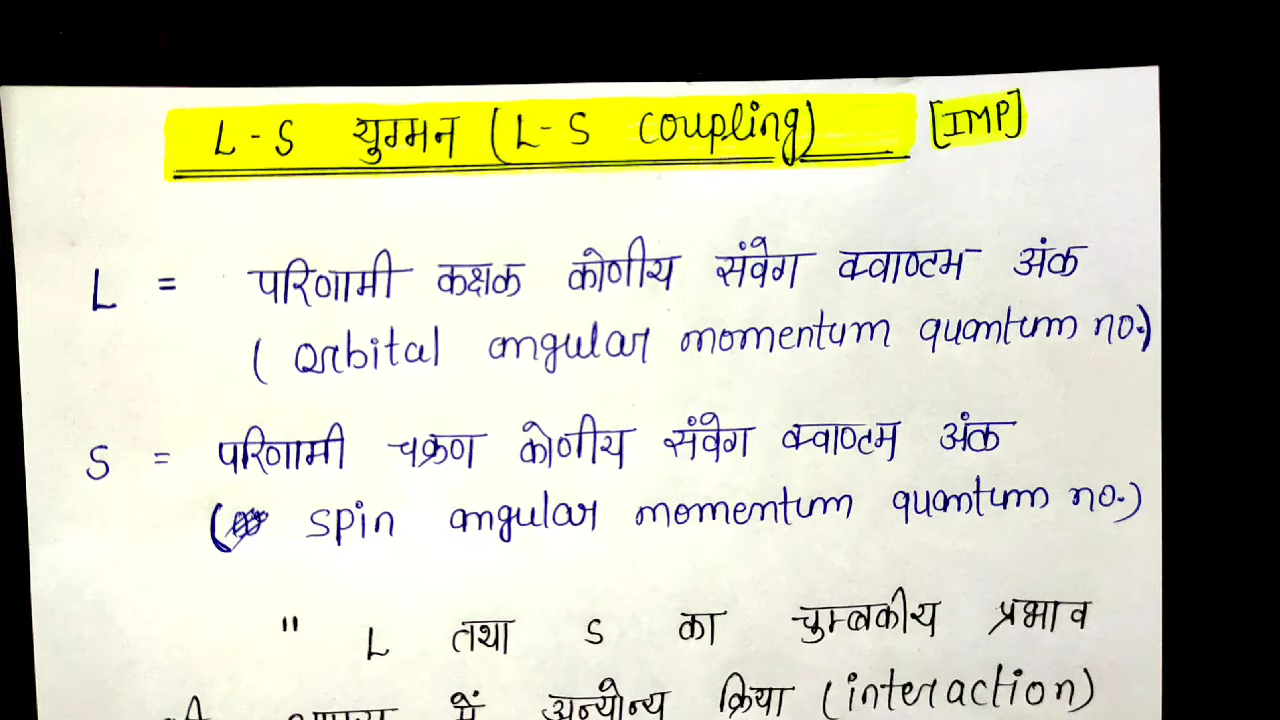 L-S युग्मन (L-S coupling) [IMP]
L = परिणामी कक्षक कोणीय संवेग क्वाण्टम अंक
(Orbital angular momentum quantum no.)
S = परिणामी चक्रण कोणीय संवेग क्वाण्टम अंक
( spin angular momentum quantum no.)
" L तथा S का चुम्बकीय प्रभाव
में अन्योन्य क्रिया (interaction)